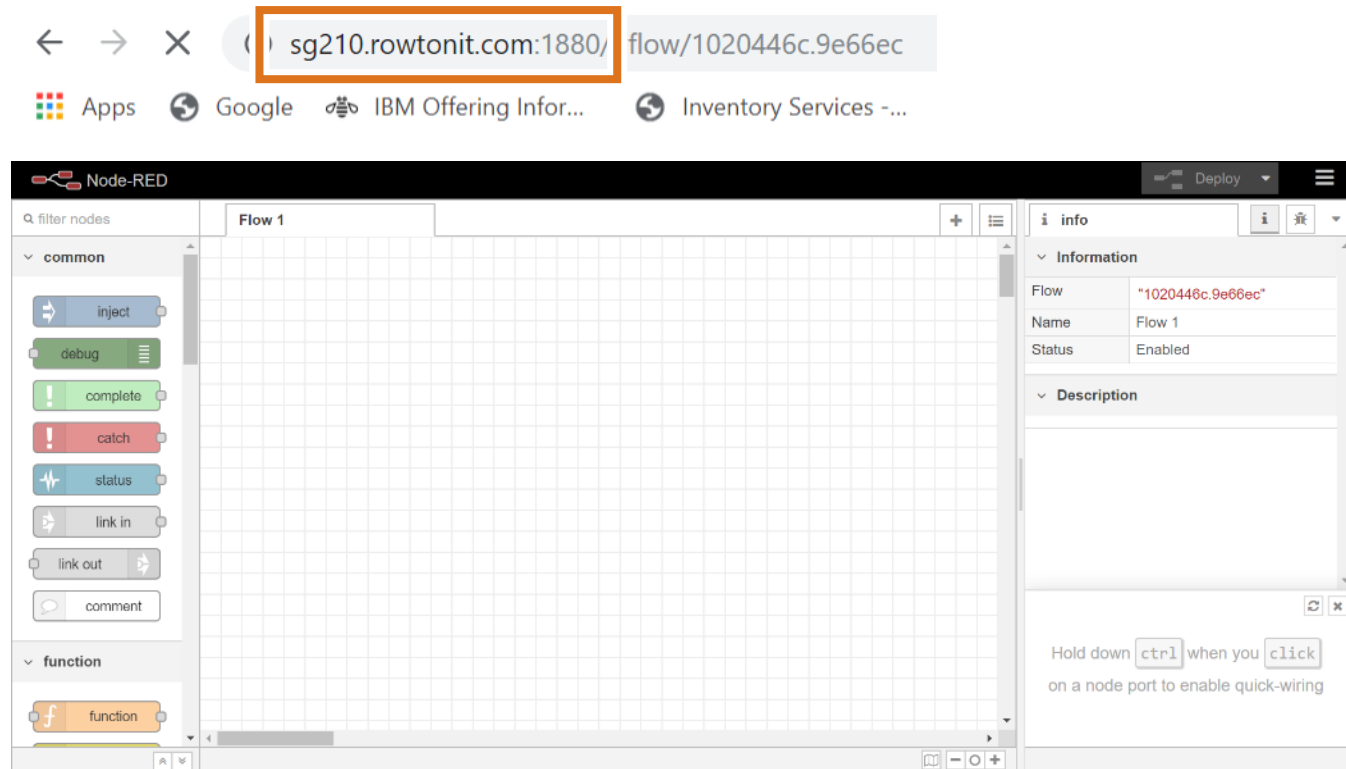 sg210.rowtonit.com:1880/ flow/1020446c.9e66ec
Apps Google IBM Offering Infor... Inventory Services -...
Node-RED Deploy
filter nodes Flow 1 i info i
common
Information
Flow "1020446c.9e66ec"
inject
Name Flow 1
debug
Status Enabled
complete
Description
catch
status
link in
link out
comment
Hold down ctrl when you click
on a node port to enable quick-wiring
function
function